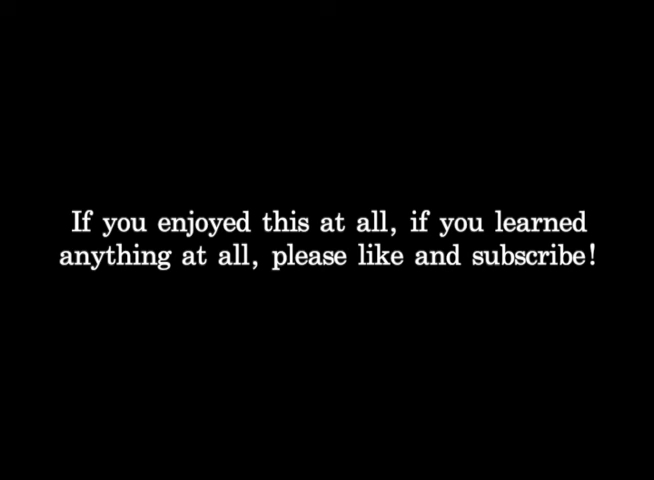 If you enjoyed this at all, if you learned
anything at all, please like and subscribe!